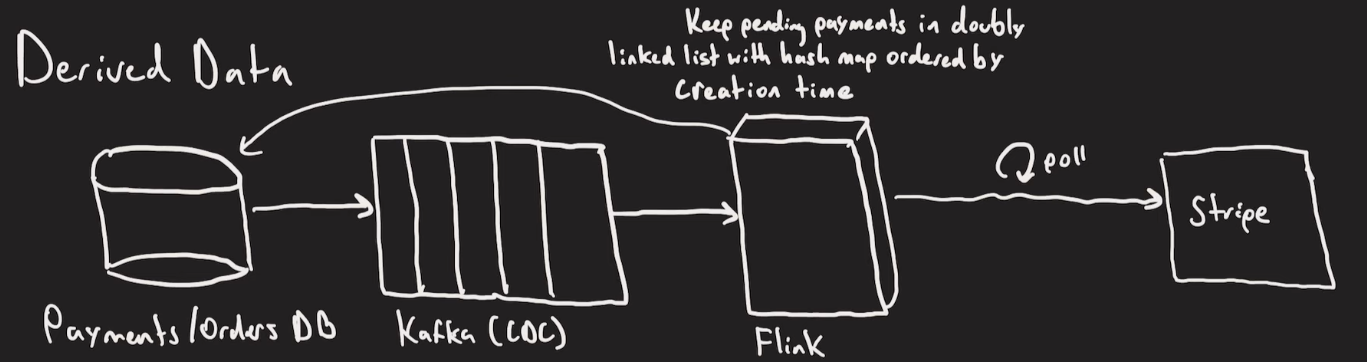 Derived Data
Keep pending payments in doubly
linked list with hash map ordered by
creation time
poll
Stripe
Payments/Orders DB
Kafka (CDC)
Flink